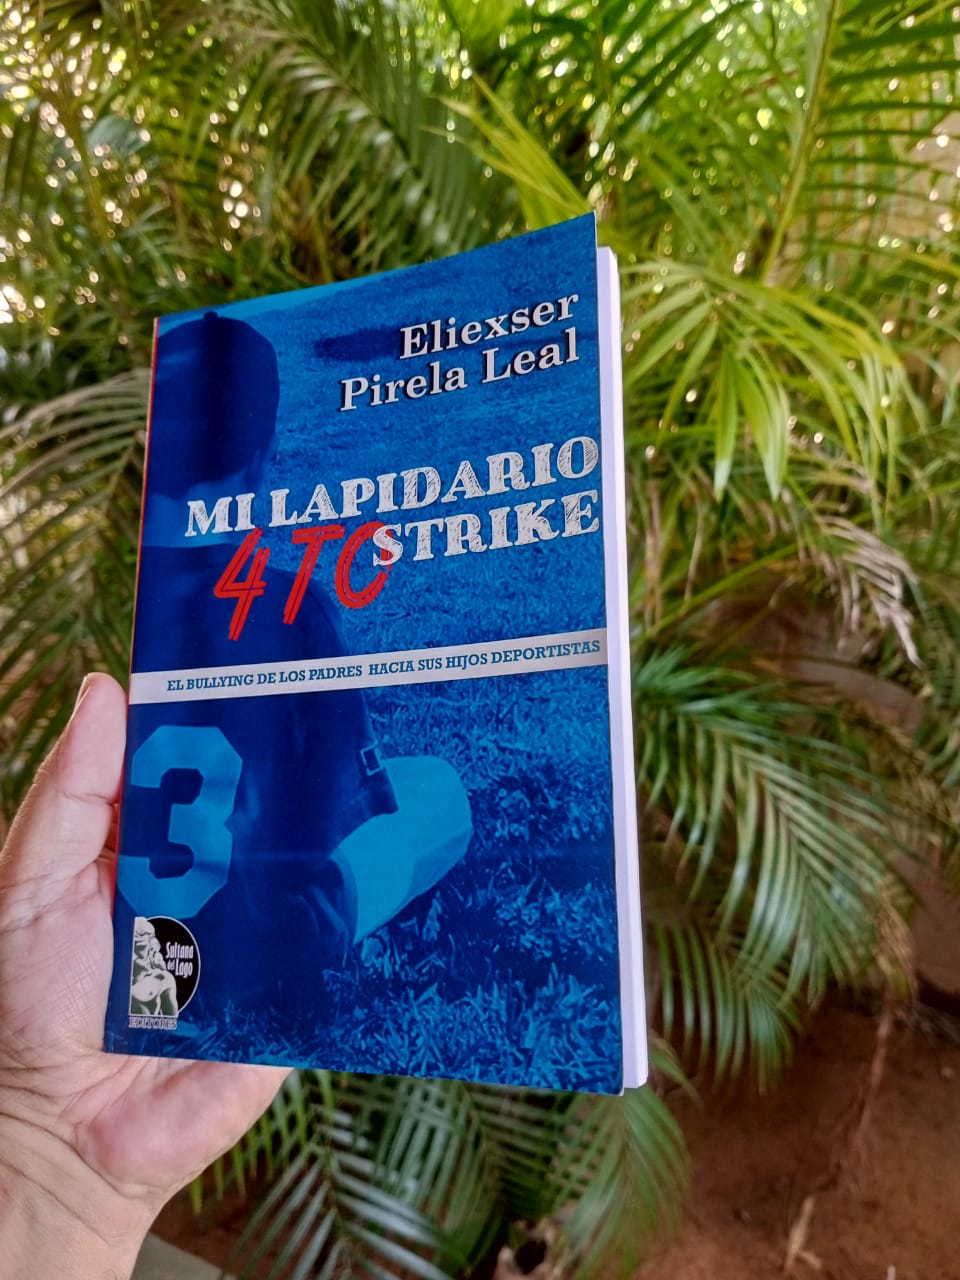 Eliexser
Pirela Leal
MI LAPIDARIO
4TO STRIKE
EL BULLYING DE LOS PADRES HACIA SUS HIJOS DEPORTISTAS
3
Sultana
del Lago
EDITORES